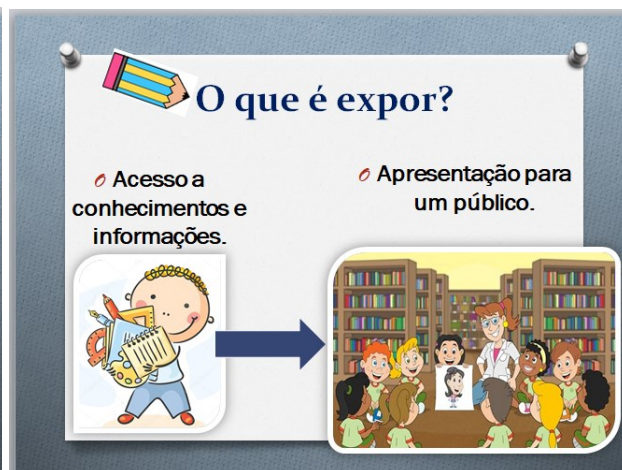 O que é expor?
Acesso a
conhecimentos e
informações.
Apresentação para
um público.